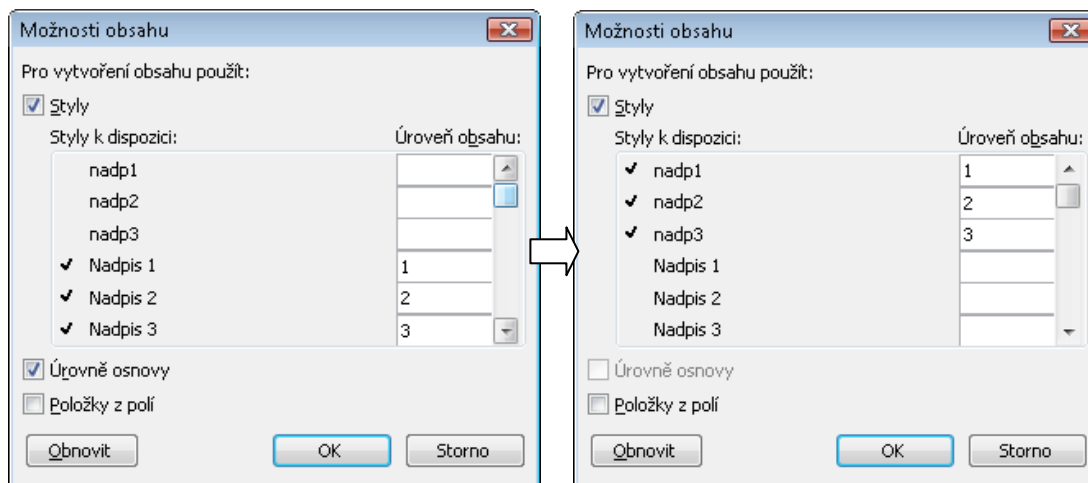 Možnosti obsahu
Pro vytvoření obsahu použít:
Styly
Styly k dispozici: Úroveň obsahu:
nadp1
nadp2
nadp3
Nadpis 1 1
Nadpis 2 2
Nadpis 3 3
Úrovně osnovy
Položky z polí
Obnovit OK Storno
Možnosti obsahu
Pro vytvoření obsahu použít:
Styly
Styly k dispozici: Úroveň obsahu:
nadp1 1
nadp2 2
nadp3 3
Nadpis 1
Nadpis 2
Nadpis 3
Úrovně osnovy
Položky z polí
Obnovit OK Storno